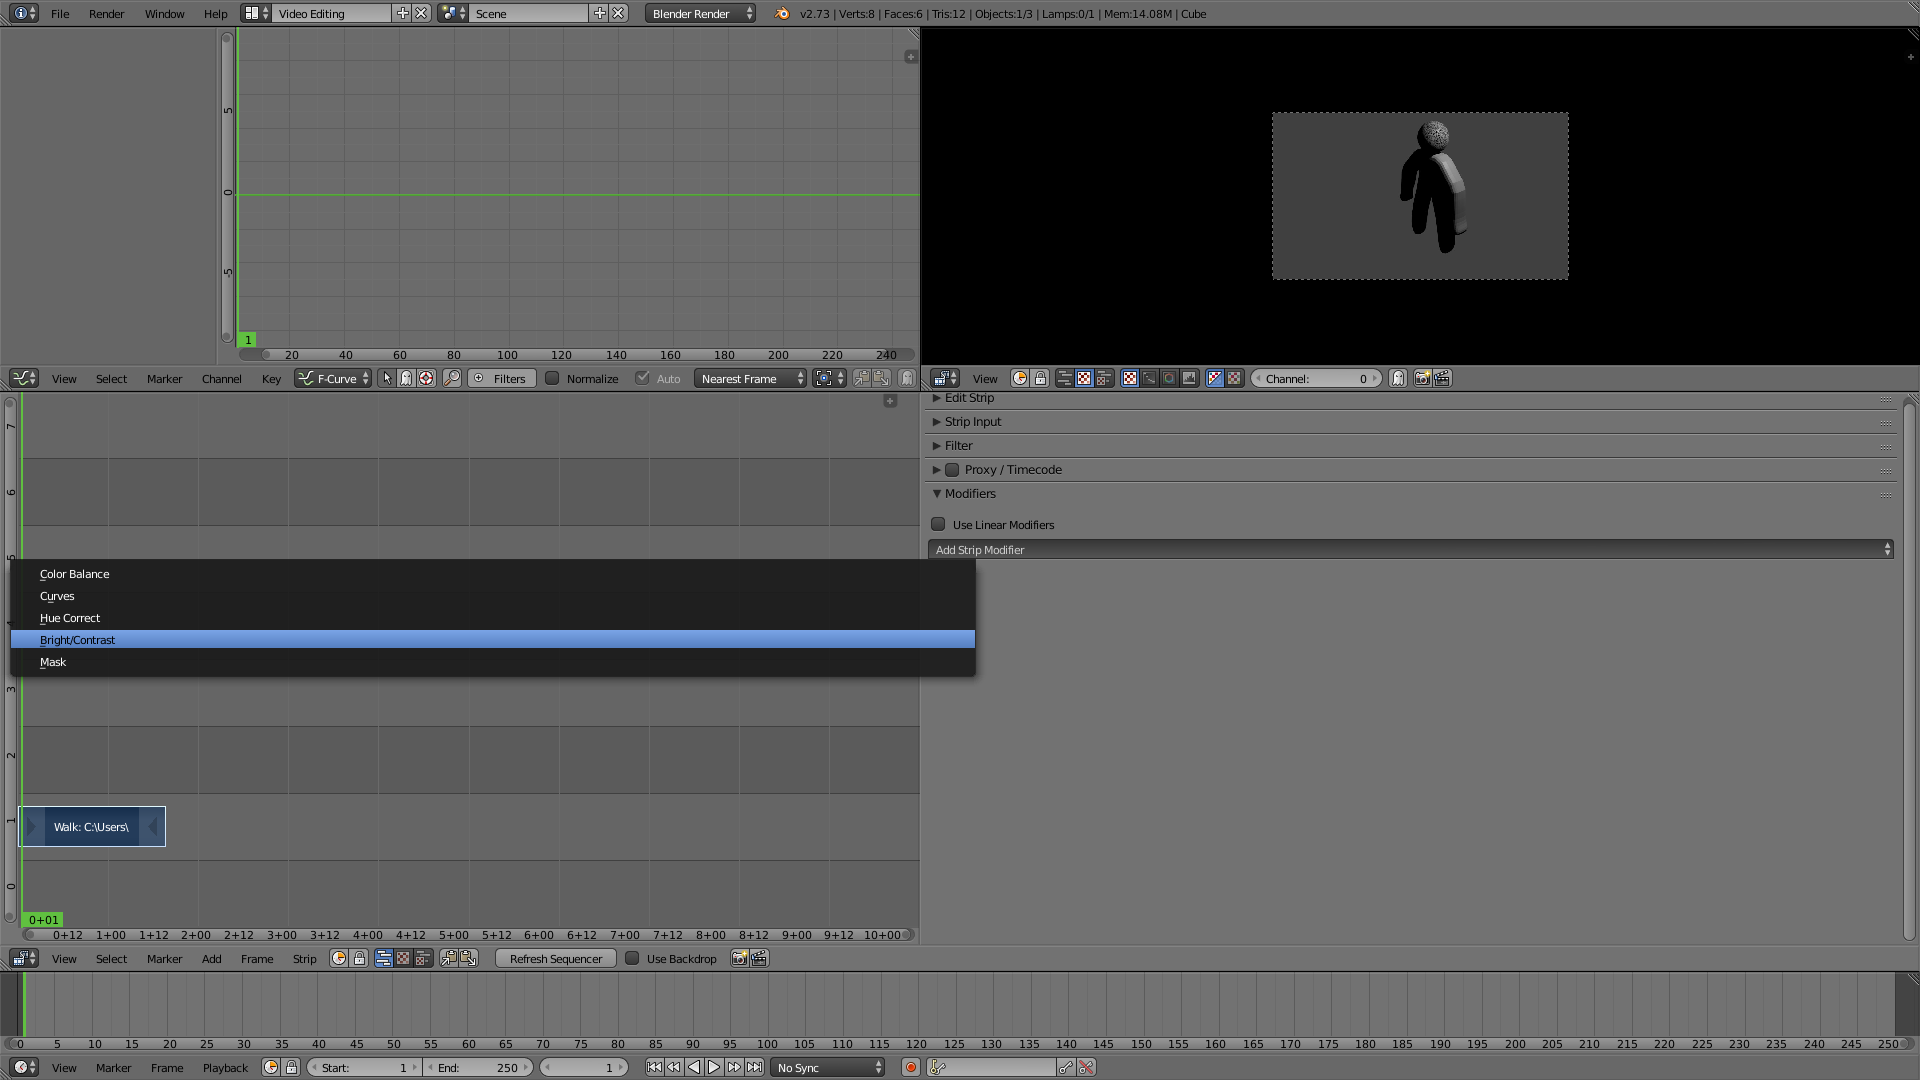 File Render Window Help Video Editing Scene Blender Render v2.73 | Verts:8 | Faces:6 | Tris:12 | Objects:1/3 | Lamps:0/1 | Mem:14.08M | Cube
5
0
-5
1
20 40 60 80 100 120 140 160 180 200 220 240
View Select Marker Channel Key F-Curve Filters Normalize Auto Nearest Frame
View Channel: 0
7
6
5
4
3
2
1
0
Edit Strip
Strip Input
Filter
Proxy / Timecode
Modifiers
Use Linear Modifiers
Add Strip Modifier
Color Balance
Curves
Hue Correct
Bright/Contrast
Mask
Walk: C:\Users\
0+01
0+12 1+00 1+12 2+00 2+12 3+00 3+12 4+00 4+12 5+00 5+12 6+00 6+12 7+00 7+12 8+00 8+12 9+00 9+12 10+00
View Select Marker Add Frame Strip Refresh Sequencer Use Backdrop
0 5 10 15 20 25 30 35 40 45 50 55 60 65 70 75 80 85 90 95 100 105 110 115 120 125 130 135 140 145 150 155 160 165 170 175 180 185 190 195 200 205 210 215 220 225 230 235 240 245 250
View Marker Frame Playback Start: 1 End: 250 1 No Sync